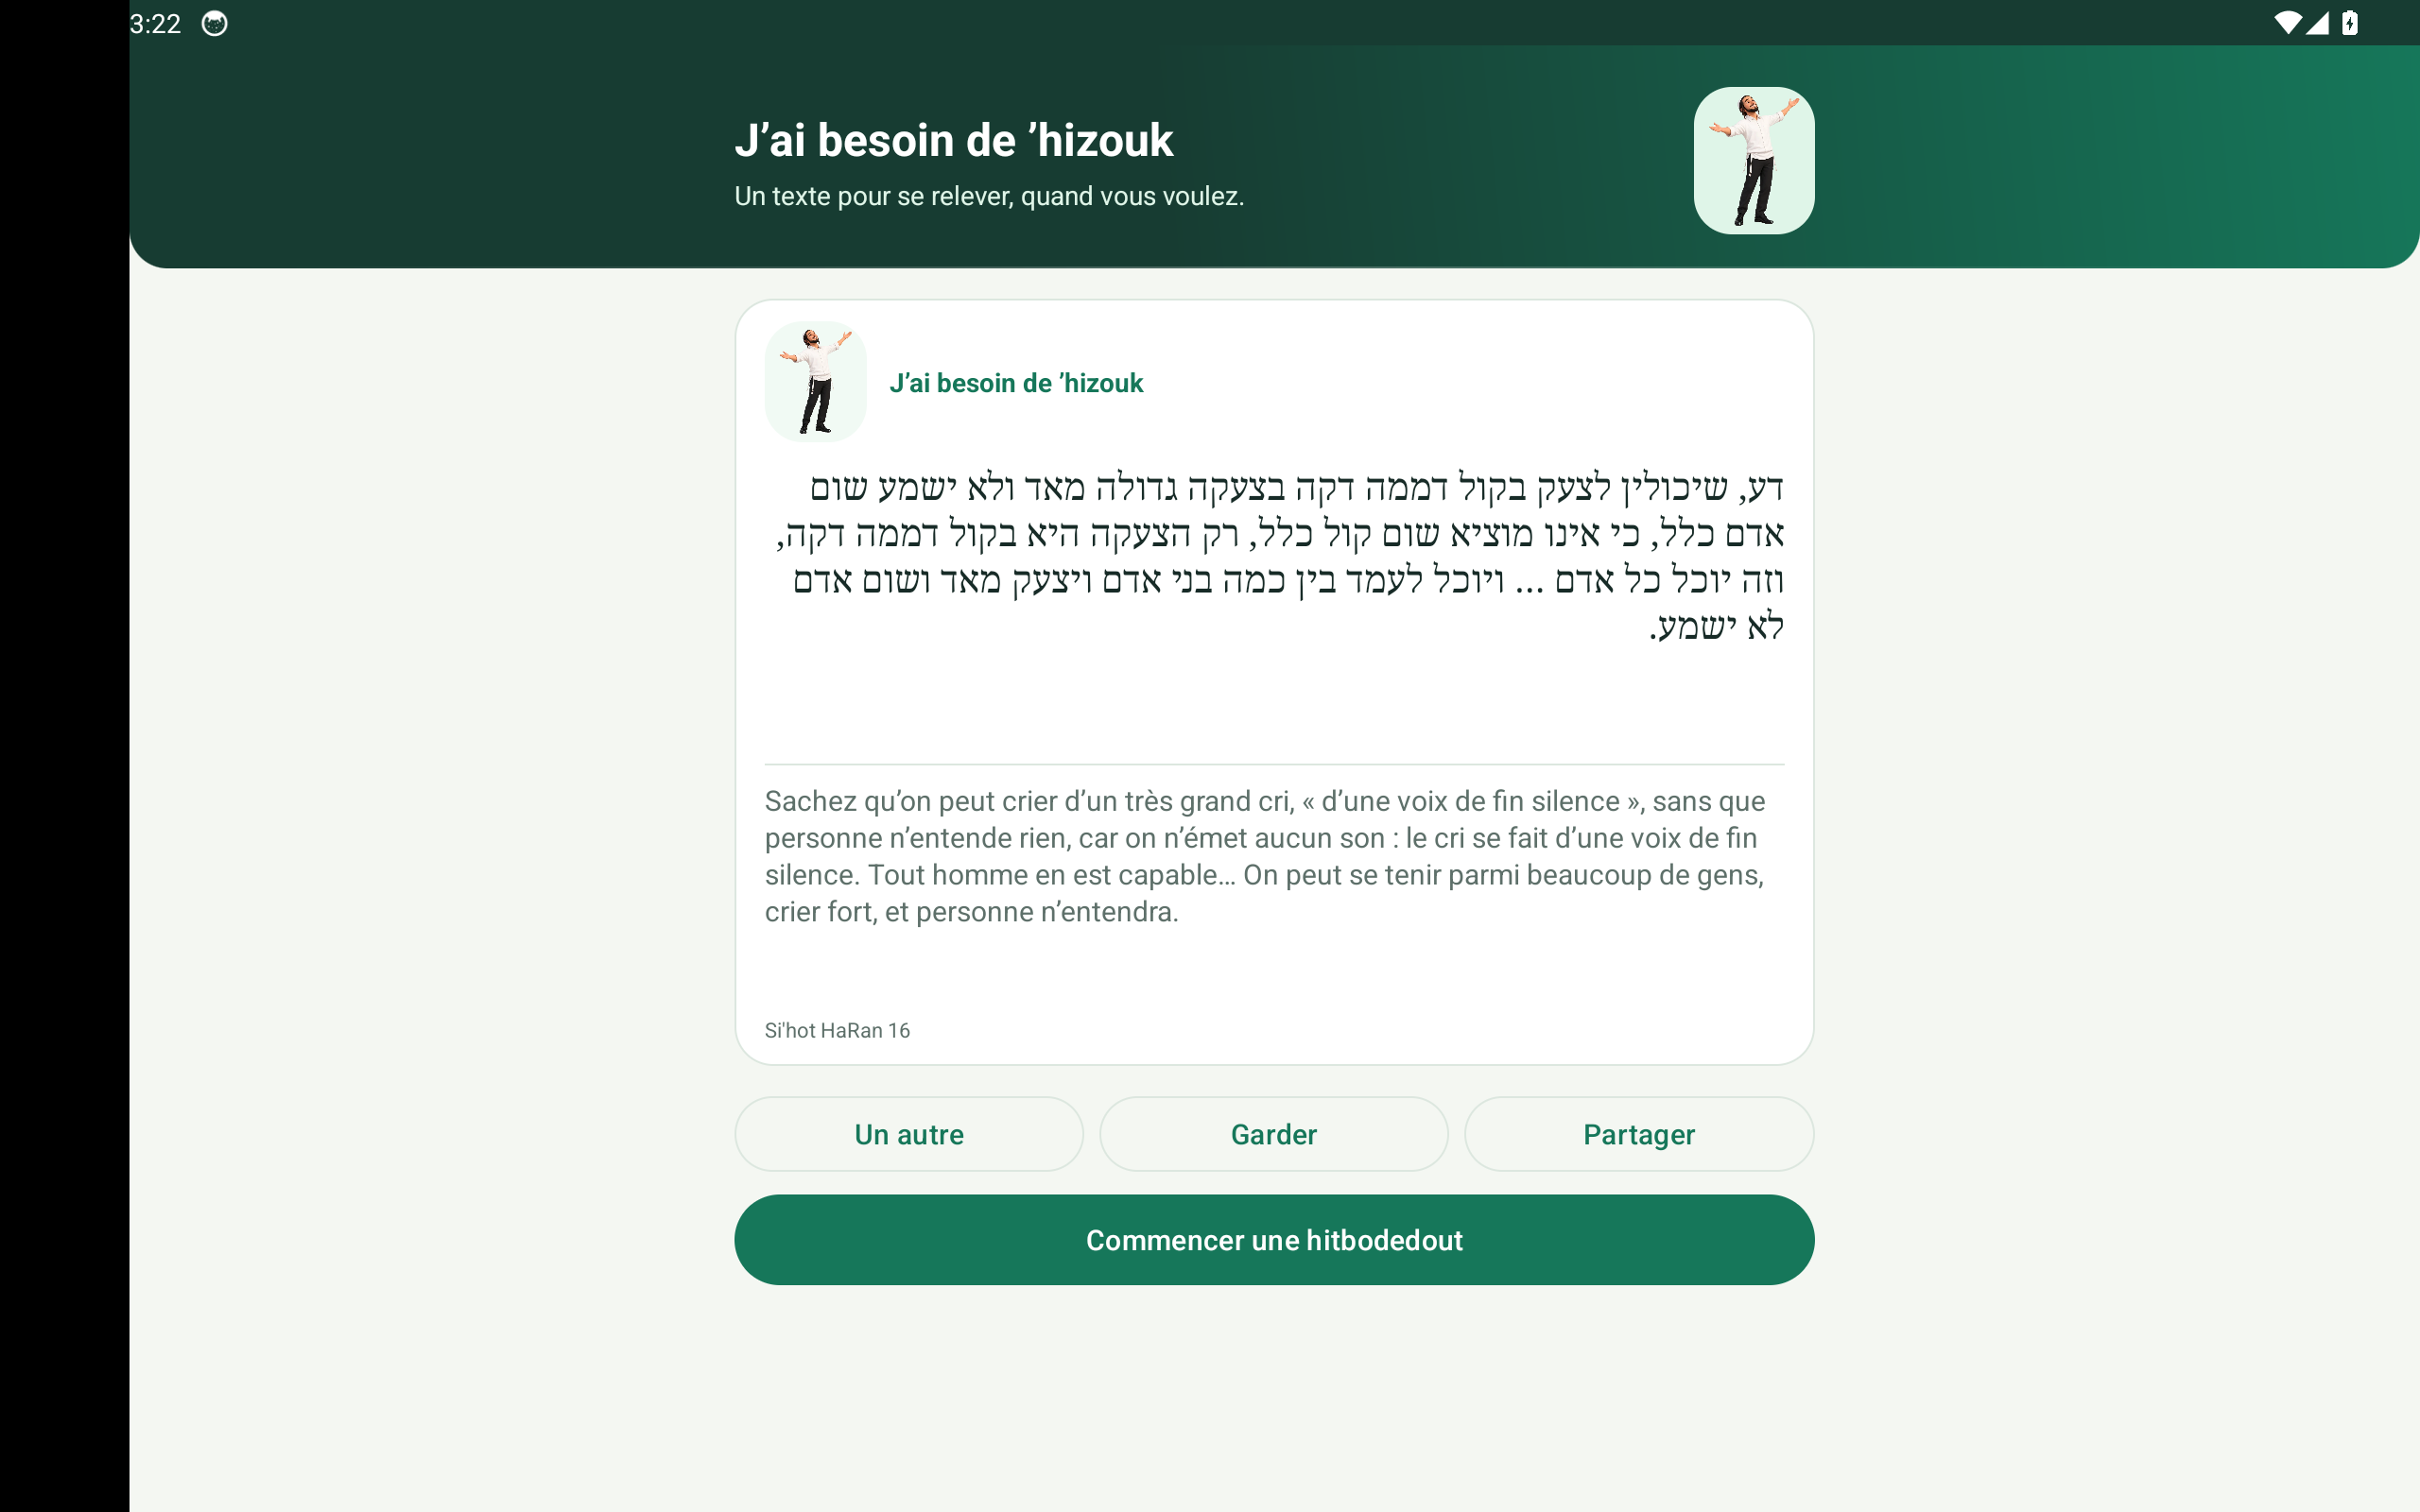 3:22
J’ai besoin de ’hizouk
Un texte pour se relever, quand vous voulez.
J’ai besoin de ’hizouk
דע, שיכולין לצעק בקול דממה דקה בצעקה גדולה מאד ולא ישמע שום
אדם כלל, כי אינו מוציא שום קול כלל, רק הצעקה היא בקול דממה דקה,
וזה יוכל כל אדם ... ויוכל לעמד בין כמה בני אדם ויצעק מאד ושום אדם
לא ישמע.
Sachez qu’on peut crier d’un très grand cri, « d’une voix de fin silence », sans que
personne n’entende rien, car on n’émet aucun son : le cri se fait d’une voix de fin
silence. Tout homme en est capable… On peut se tenir parmi beaucoup de gens,
crier fort, et personne n’entendra.
Si'hot HaRan 16
Un autre
Garder
Partager
Commencer une hitbodedout